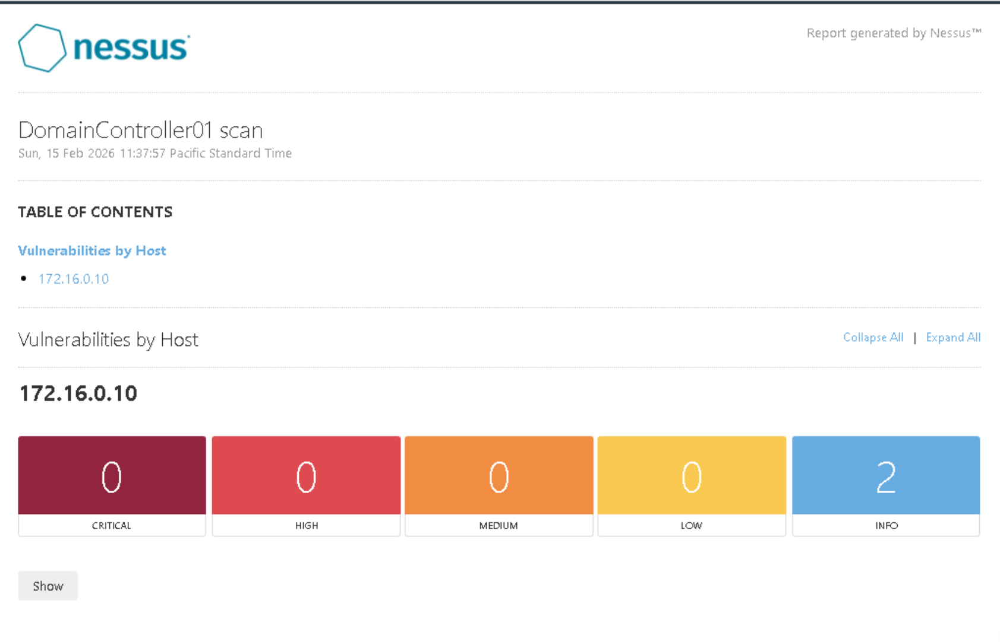 nessus
Report generated by Nessus™
DomainController01 scan
Sun, 15 Feb 2026 11:37:57 Pacific Standard Time
TABLE OF CONTENTS
Vulnerabilities by Host
• 172.16.0.10
Vulnerabilities by Host
Collapse All | Expand All
172.16.0.10
0 0 0 0 2
CRITICAL HIGH MEDIUM LOW INFO
Show